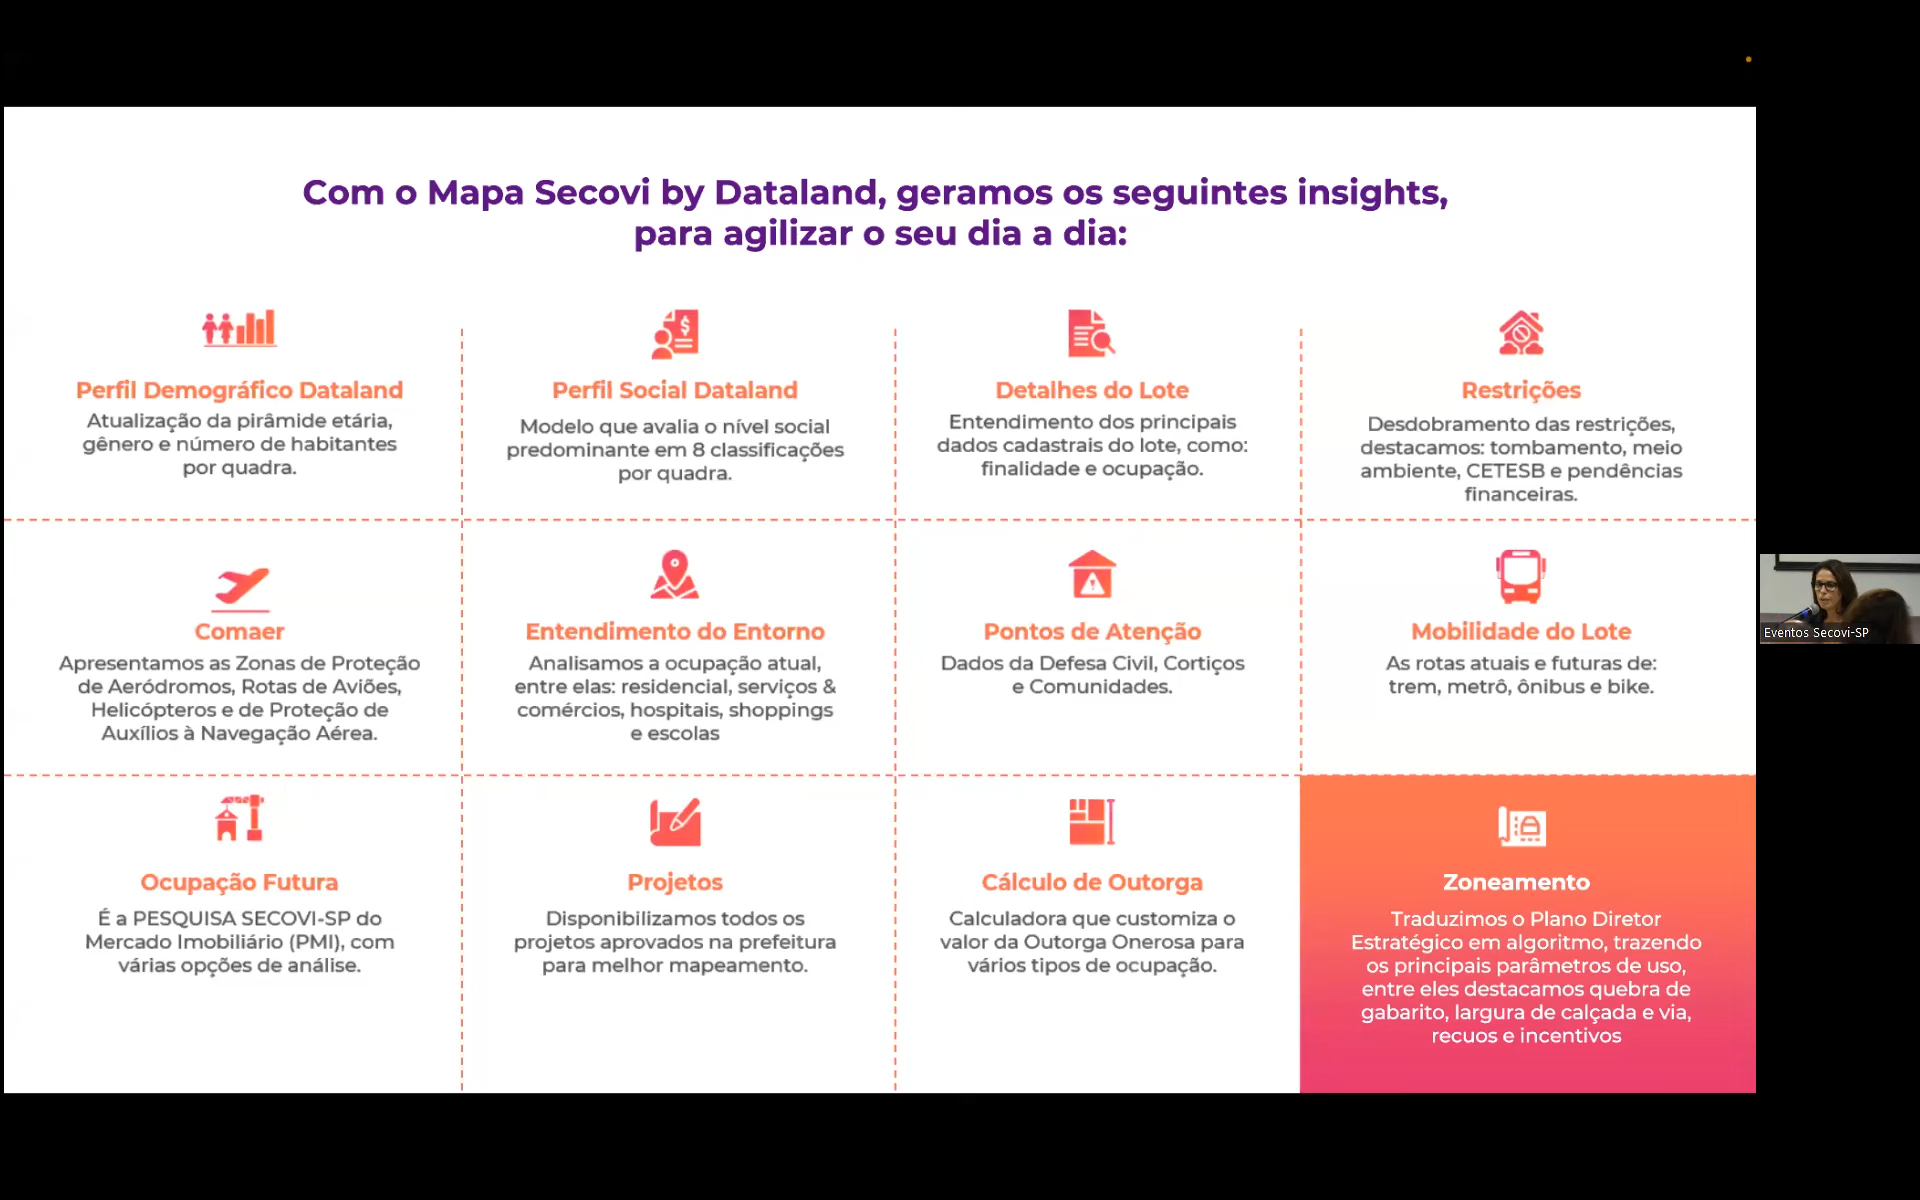 Com o Mapa Secovi by Dataland, geramos os seguintes insights,
para agilizar o seu dia a dia:
Perfil Demográfico Dataland
Atualização da pirâmide etária,
gênero e número de habitantes
por quadra.
Perfil Social Dataland
Modelo que avalia o nível social
predominante em 8 classificações
por quadra.
Detalhes do Lote
Entendimento dos principais
dados cadastrais do lote, como:
finalidade e ocupação.
Restrições
Desdobramento das restrições,
destacamos: tombamento, meio
ambiente, CETESB e pendências
financeiras.
Comaer
Apresentamos as Zonas de Proteção
de Aeródromos, Rotas de Aviões,
Helicópteros e de Proteção de
Auxílios à Navegação Aérea.
Entendimento do Entorno
Analisamos a ocupação atual,
entre elas: residencial, serviços &
comércios, hospitais, shoppings
e escolas
Pontos de Atenção
Dados da Defesa Civil, Cortiços
e Comunidades.
Mobilidade do Lote
As rotas atuais e futuras de:
trem, metrô, ônibus e bike.
Ocupação Futura
É a PESQUISA SECOVI-SP do
Mercado Imobiliário (PMI), com
várias opções de análise.
Projetos
Disponibilizamos todos os
projetos aprovados na prefeitura
para melhor mapeamento.
Cálculo de Outorga
Calculadora que customiza o
valor da Outorga Onerosa para
vários tipos de ocupação.
Zoneamento
Traduzimos o Plano Diretor
Estratégico em algoritmo, trazendo
os principais parâmetros de uso,
entre eles destacamos quebra de
gabarito, largura de calçada e via,
recuos e incentivos
Eventos Secovi-SP